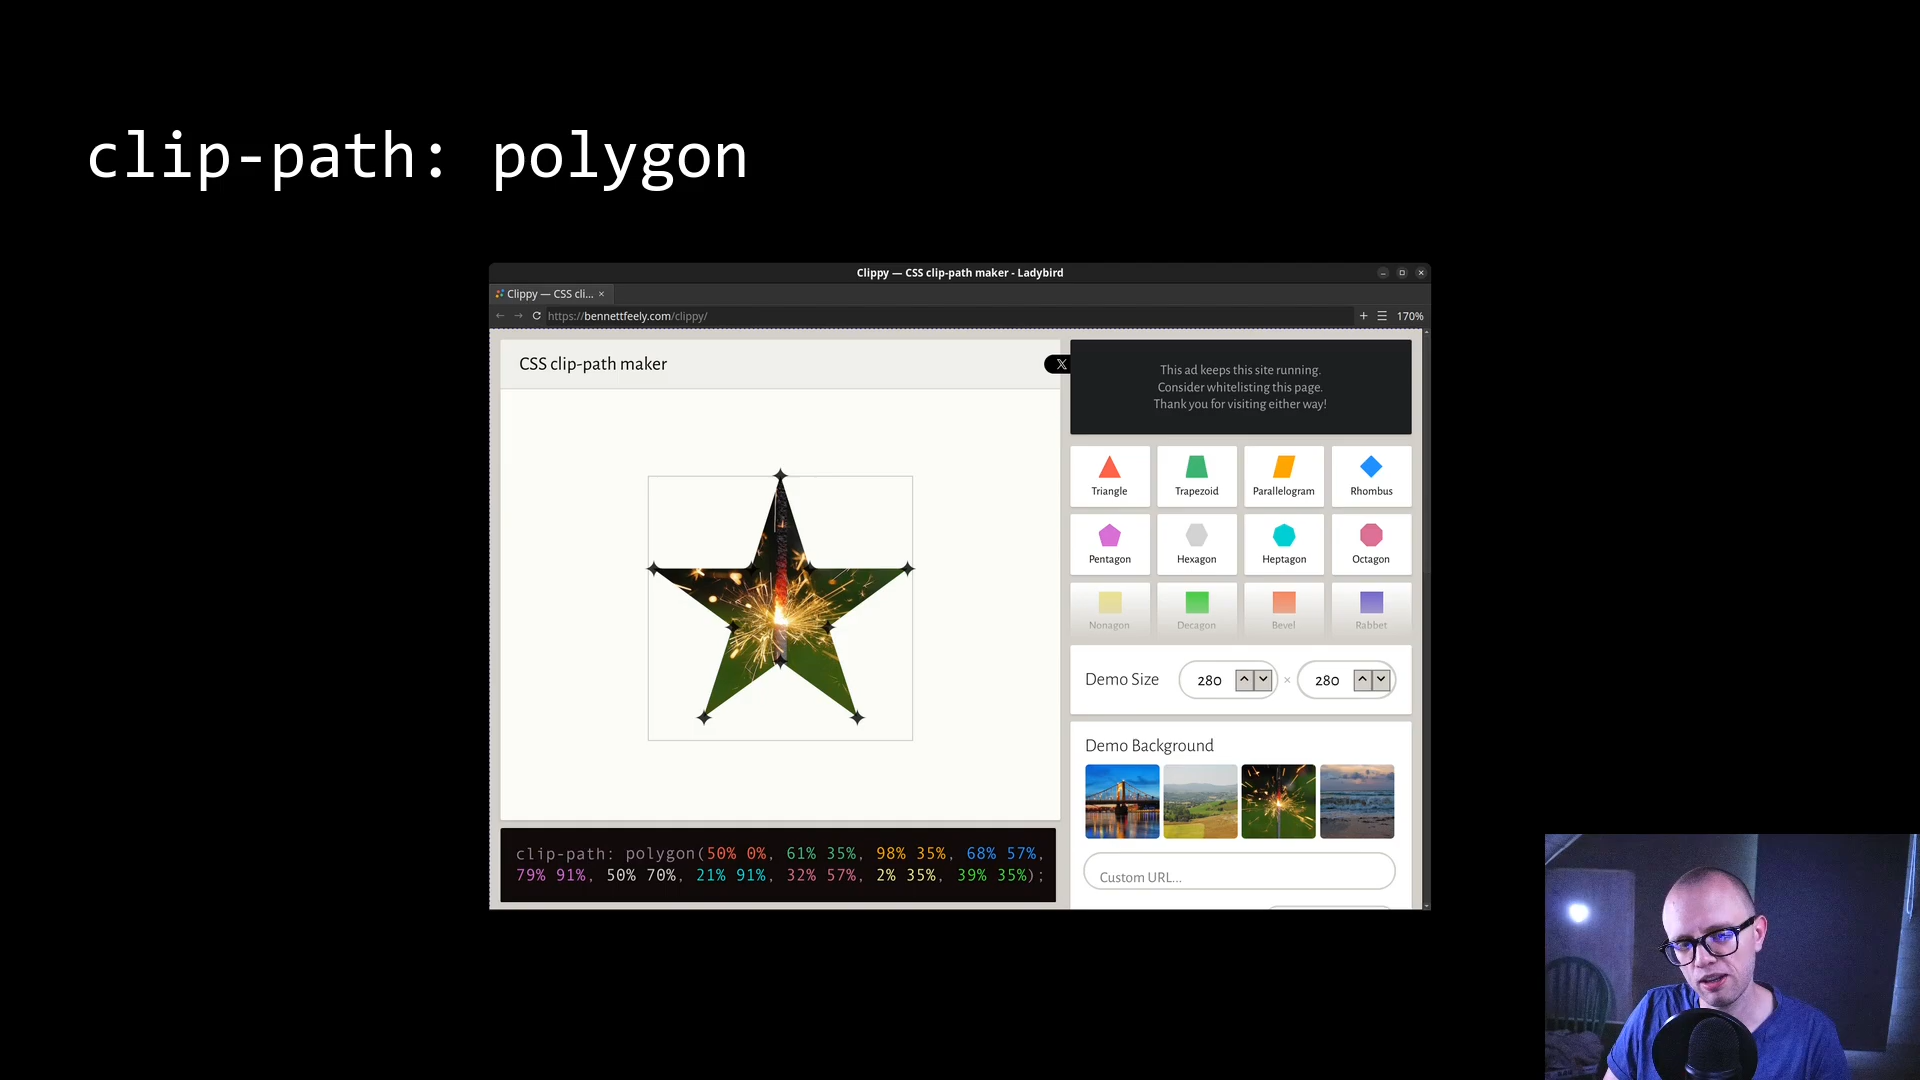 clip-path: polygon
Clippy — CSS clip-path maker - Ladybird
Clippy — CSS cli...
https://bennettfeely.com/clippy/
170%
CSS clip-path maker
This ad keeps this site running.
Consider whitelisting this page.
Thank you for visiting either way!
Triangle
Trapezoid
Parallelogram
Rhombus
Pentagon
Hexagon
Heptagon
Octagon
Nonagon
Decagon
Bevel
Rabbet
Demo Size
280
×
280
Demo Background
Custom URL...
clip-path: polygon(50% 0%, 61% 35%, 98% 35%, 68% 57%,
79% 91%, 50% 70%, 21% 91%, 32% 57%, 2% 35%, 39% 35%);